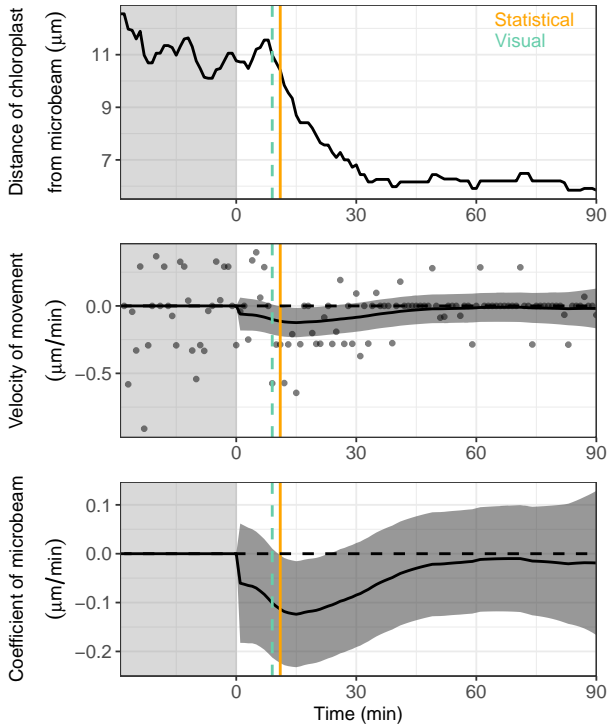 Distance of chloroplast
from microbeam (μm)
11
9
7
Statistical
Visual
0
30
60
90
Velocity of movement
(μm/min)
0.0
−0.5
0
30
60
90
Coefficient of microbeam
(μm/min)
0.1
0.0
−0.1
−0.2
0
30
60
90
Time (min)